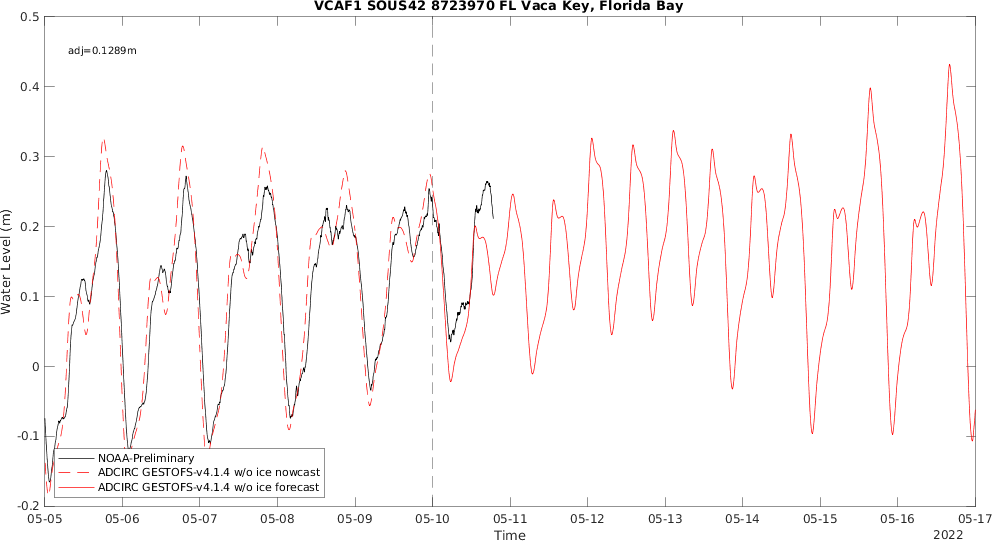 VCAF1 SOUS42 8723970 FL Vaca Key, Florida Bay
adj=0.1289m
0.5
0.4
0.3
0.2
0.1
0
-0.1
-0.2
Water Level (m)
NOAA-Preliminary
ADCIRC GESTOFS-v4.1.4 w/o ice nowcast
ADCIRC GESTOFS-v4.1.4 w/o ice forecast
05-05 05-06 05-07 05-08 05-09 05-10 05-11 05-12 05-13 05-14 05-15 05-16 05-17
Time
2022